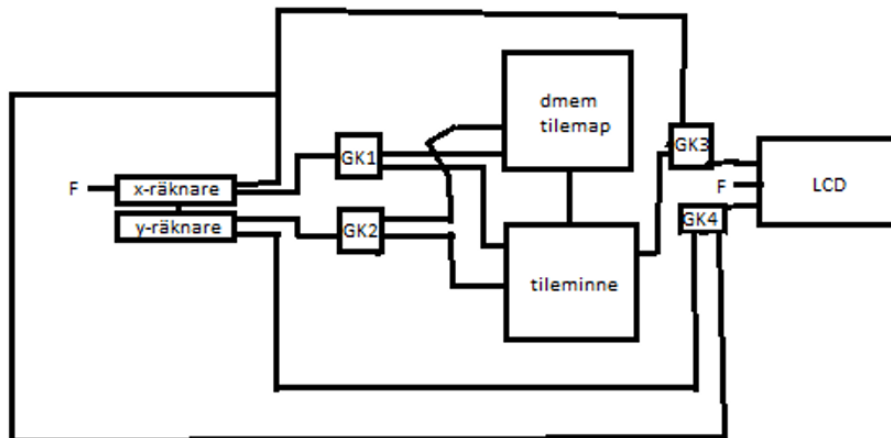 dmem
tilemap
GK1
GK3
F
x-räknare
F
LCD
y-räknare
GK2
GK4
tileminne